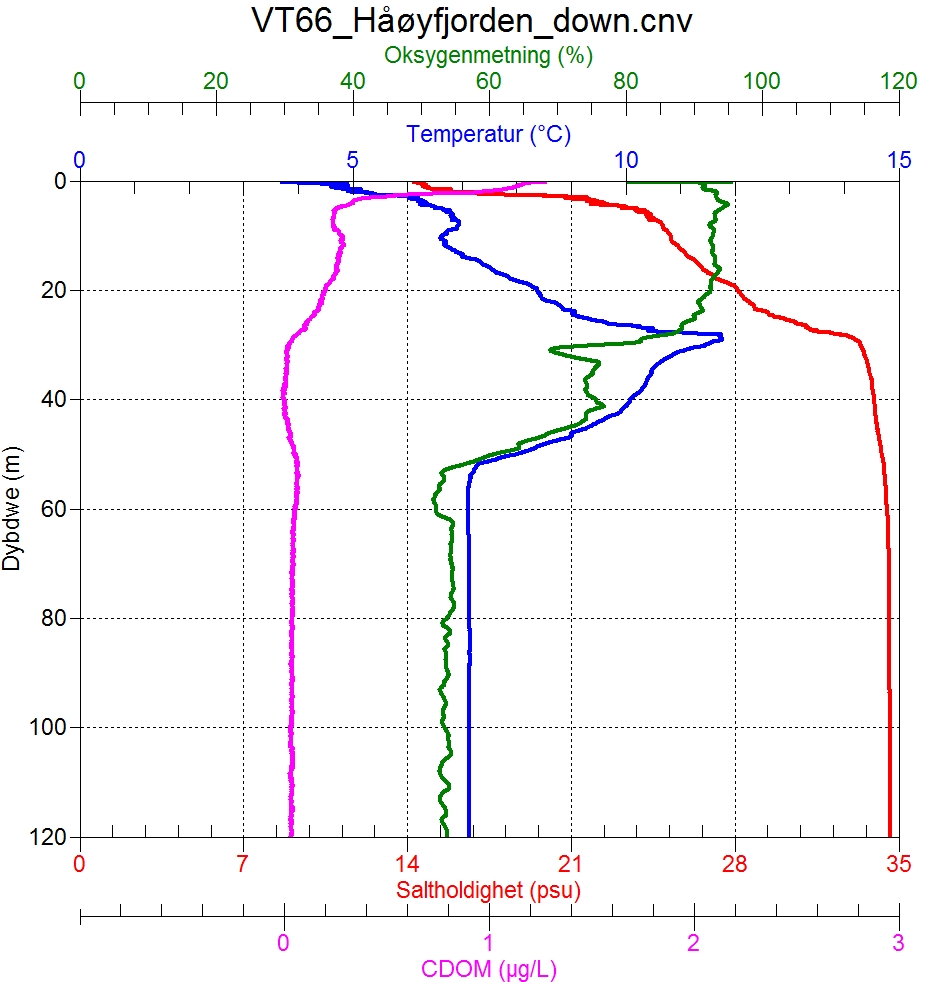 VT66_Håøyfjorden_down.cnv
Oksygenmetning (%)
0 20 40 60 80 100 120
Temperatur (°C)
0 5 10 15
0
20
40
60
80
100
120
Dybdwe (m)
0 7 14 21 28 35
Saltholdighet (psu)
0 1 2 3
CDOM (µg/L)